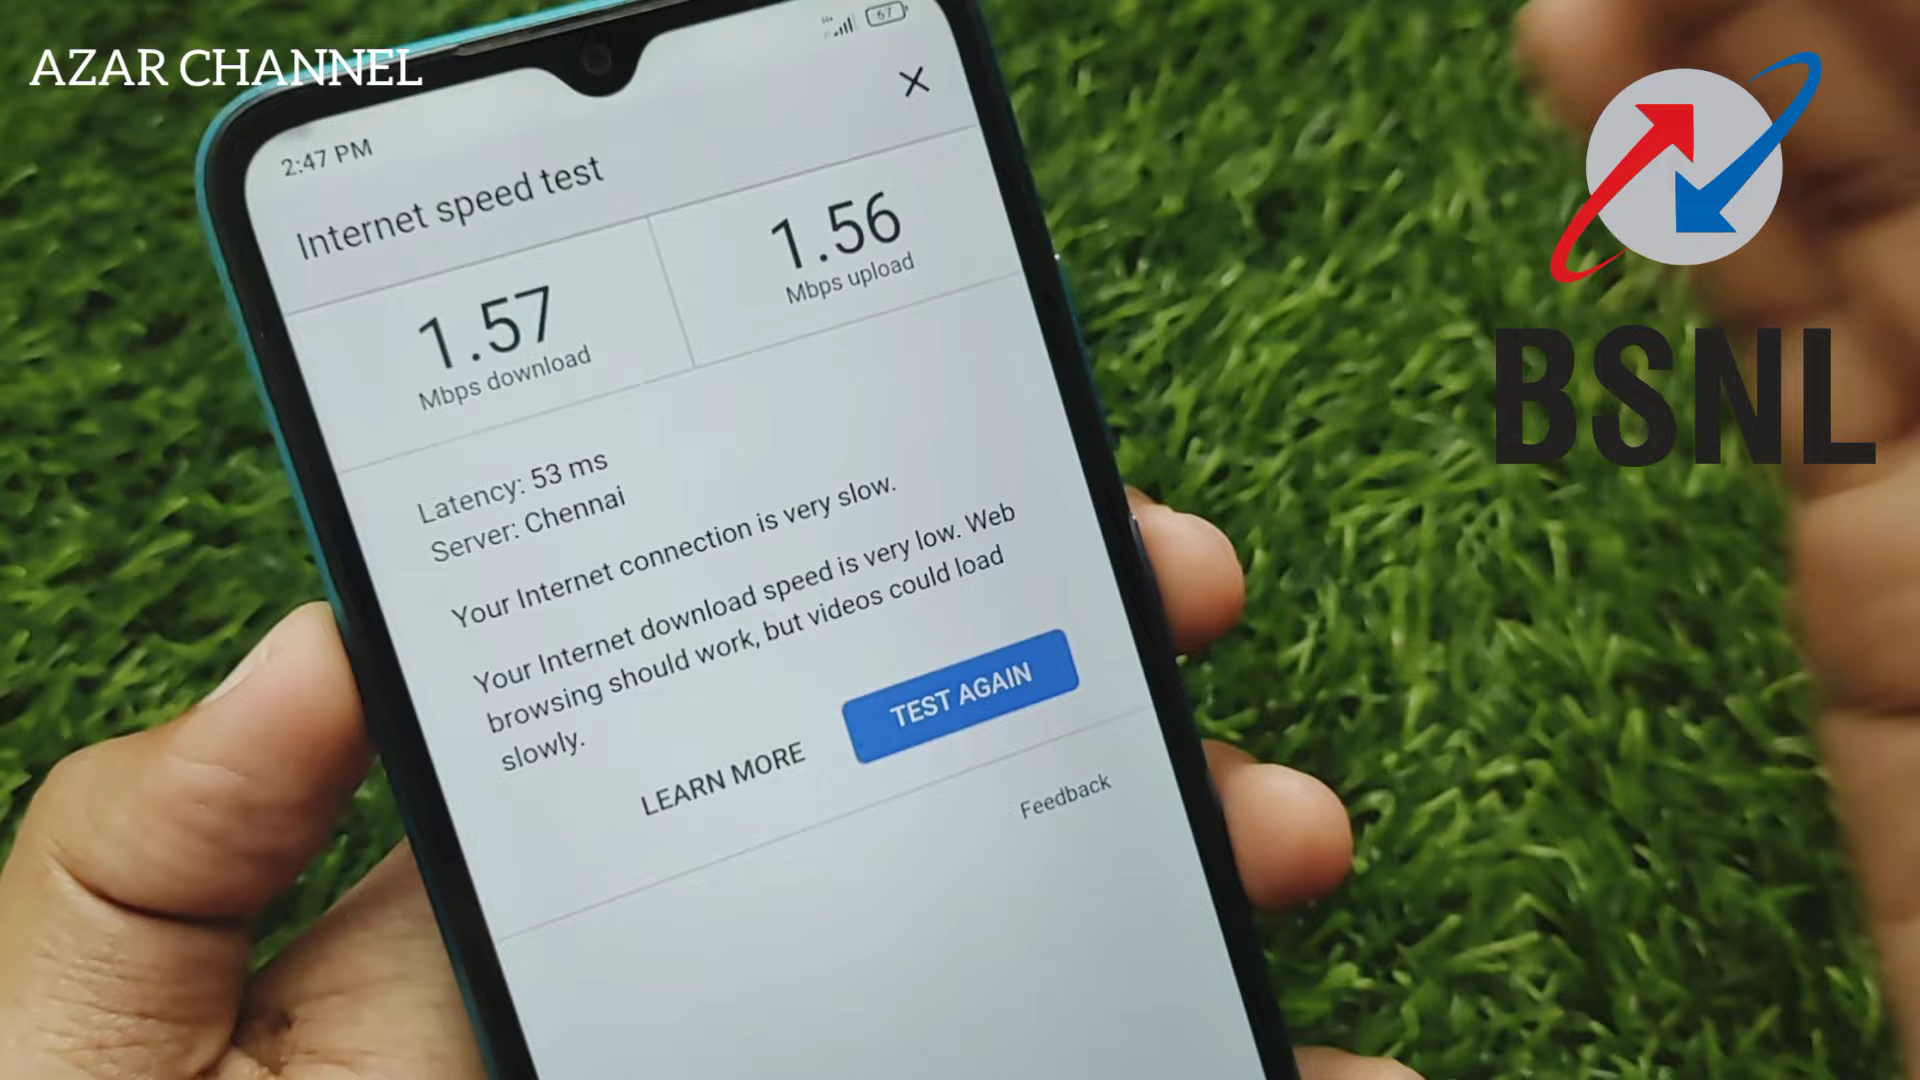 AZAR CHANNEL
67
2:47 PM
Internet speed test
1.57
Mbps download
1.56
Mbps upload
Latency: 53 ms
Server: Chennai
Your Internet connection is very slow.
Your Internet download speed is very low. Web
browsing should work, but videos could load
slowly.
LEARN MORE
TEST AGAIN
Feedback
BSNL